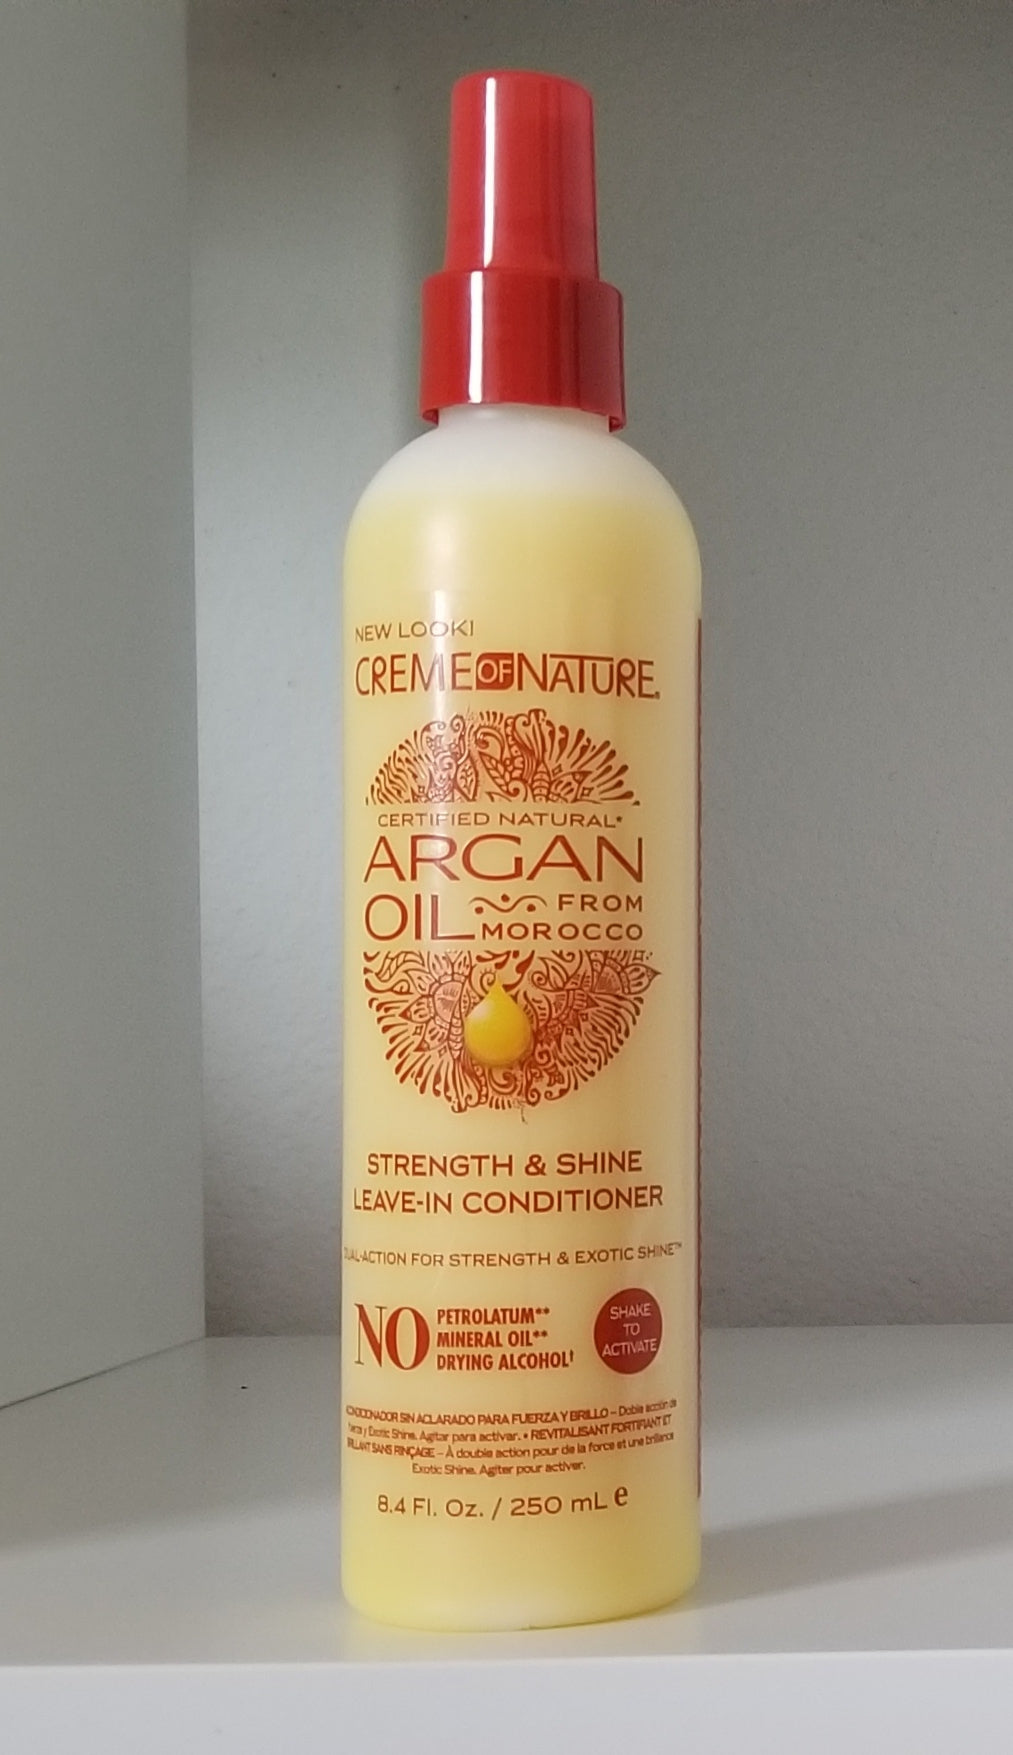 NEW LOOK!
CREME OF NATURE®
CERTIFIED NATURAL*
ARGAN
OIL FROM
MOROCCO
STRENGTH & SHINE
LEAVE-IN CONDITIONER
DUAL-ACTION FOR STRENGTH & EXOTIC SHINE™
NO PETROLATUM**
MINERAL OIL**
DRYING ALCOHOL†
SHAKE
TO
ACTIVATE
ACONDICIONADOR SIN ACLARADO PARA FUERZA Y BRILLO – Doble acción de
fuerza y Exotic Shine. Agitar para activar. • REVITALISANT FORTIFIANT ET
BRILLANT SANS RINÇAGE – À double action pour de la force et une brillance
Exotic Shine. Agiter pour activer.
8.4 Fl. Oz. / 250 mL e